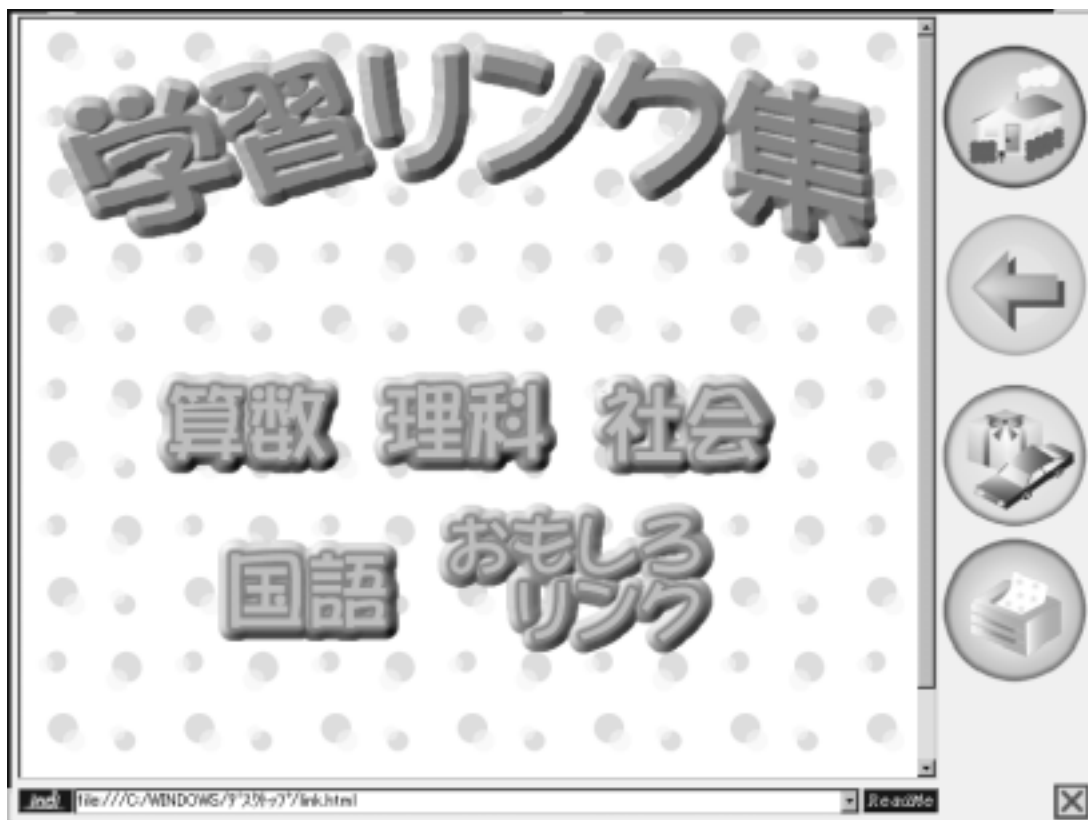 学習リンク集
算数 理科 社会
国語 おもしろ
リンク
file:///C:/WINDOWS/デスクトップ/link.html
ReadMe